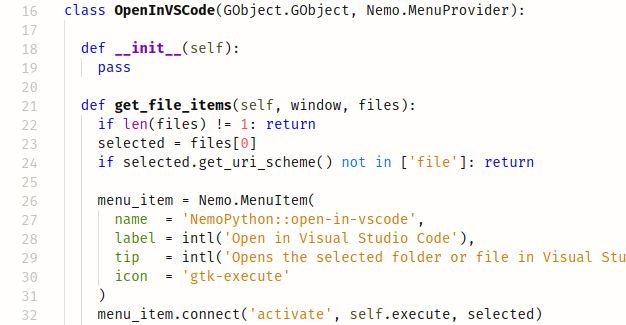 16 class OpenInVSCode(GObject.GObject, Nemo.MenuProvider):
17
18 def __init__(self):
19 pass
20
21 def get_file_items(self, window, files):
22 if len(files) != 1: return
23 selected = files[0]
24 if selected.get_uri_scheme() not in ['file']: return
25
26 menu_item = Nemo.MenuItem(
27 name = 'NemoPython::open-in-vscode',
28 label = intl('Open in Visual Studio Code'),
29 tip = intl('Opens the selected folder or file in Visual Stu
30 icon = 'gtk-execute'
31 )
32 menu_item.connect('activate', self.execute, selected)